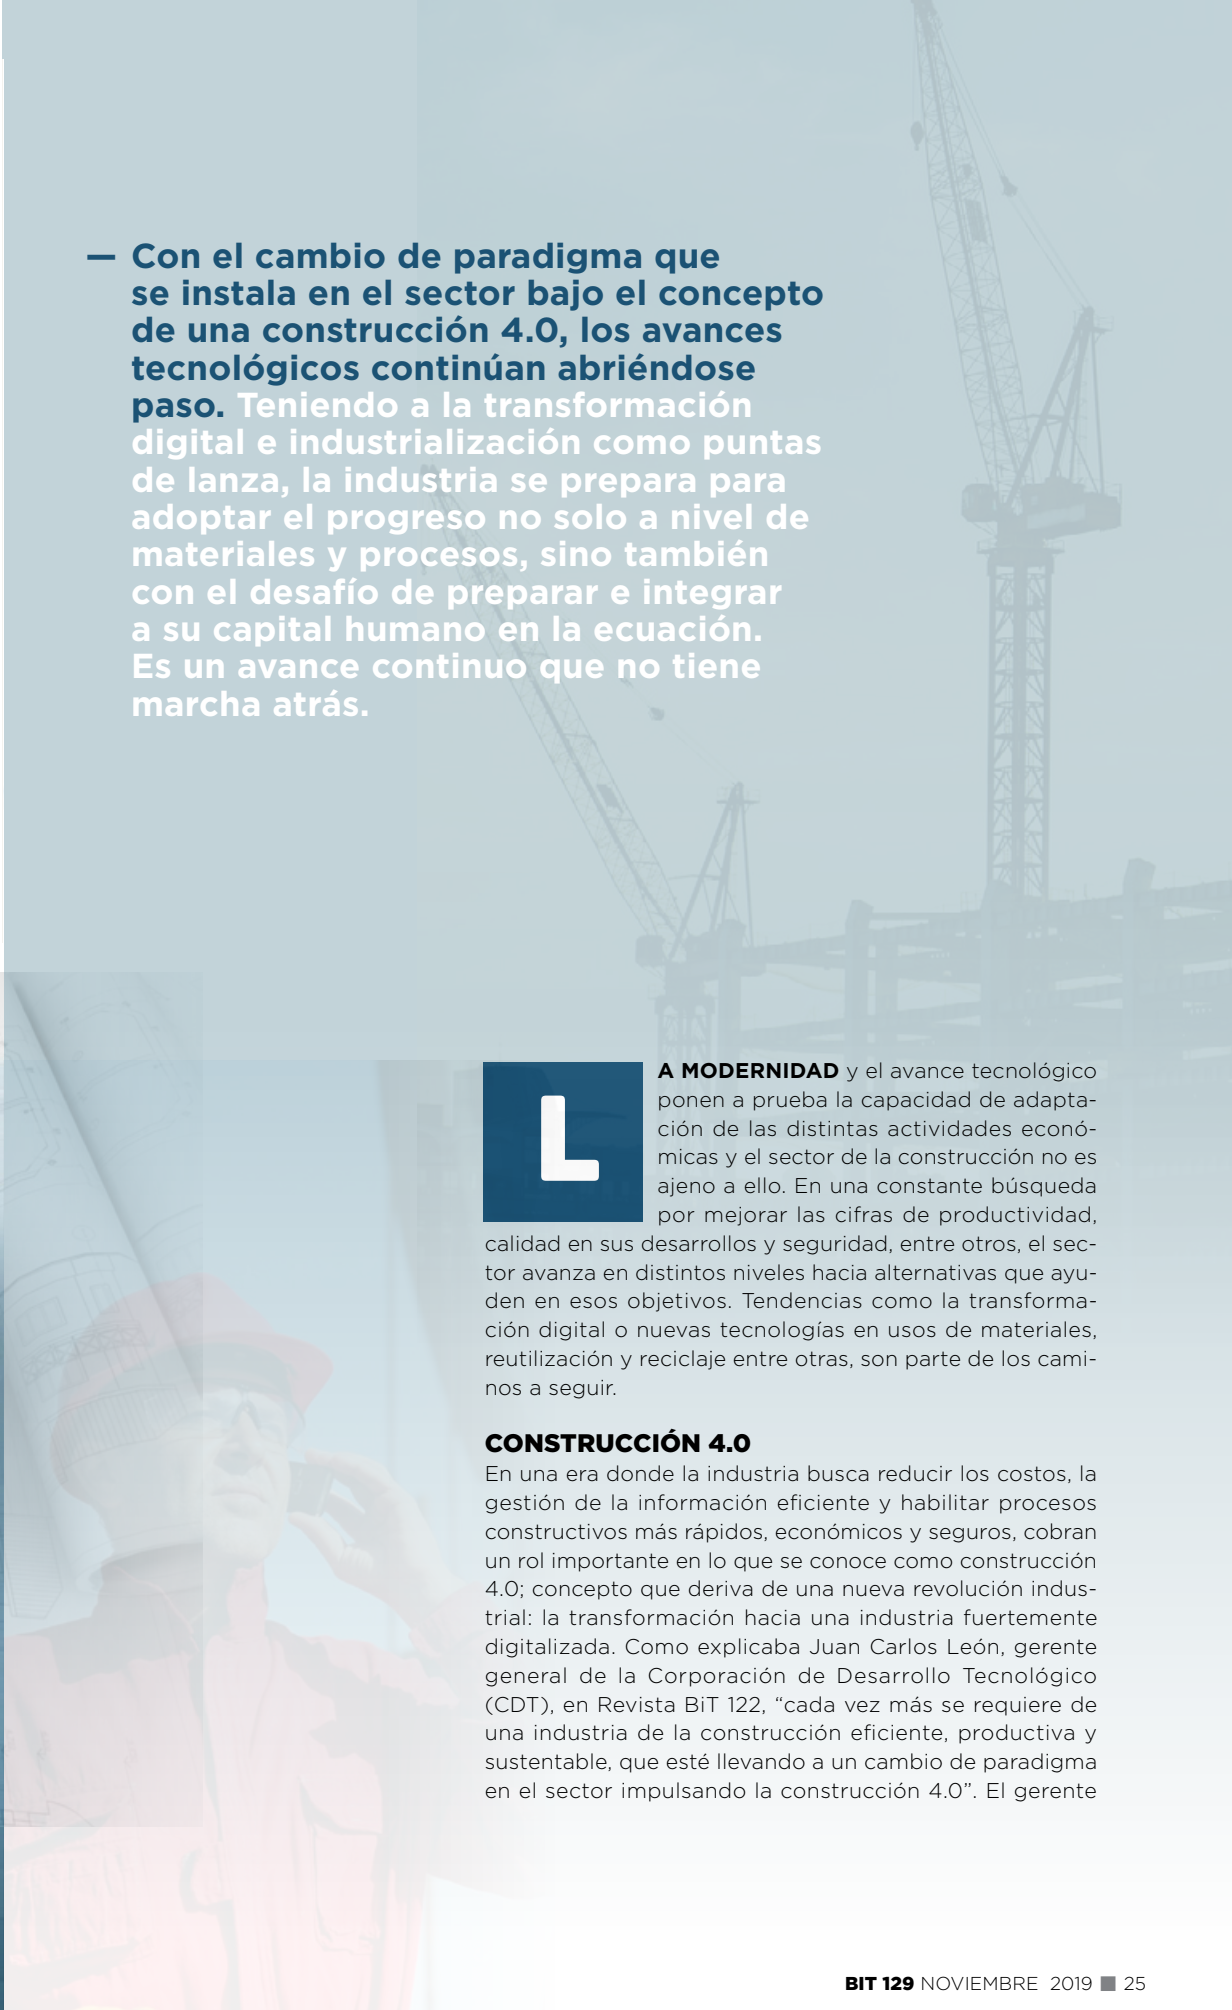 — Con el cambio de paradigma que
se instala en el sector bajo el concepto
de una construcción 4.0, los avances
tecnológicos continúan abriéndose
paso. Teniendo a la transformación
digital e industrialización como puntas
de lanza, la industria se prepara para
adoptar el progreso no solo a nivel de
materiales y procesos, sino también
con el desafío de preparar e integrar
a su capital humano en la ecuación.
Es un avance continuo que no tiene
marcha atrás.
LA MODERNIDAD y el avance tecnológico
ponen a prueba la capacidad de adapta-
ción de las distintas actividades econó-
micas y el sector de la construcción no es
ajeno a ello. En una constante búsqueda
por mejorar las cifras de productividad,
calidad en sus desarrollos y seguridad, entre otros, el sec-
tor avanza en distintos niveles hacia alternativas que ayu-
den en esos objetivos. Tendencias como la transforma-
ción digital o nuevas tecnologías en usos de materiales,
reutilización y reciclaje entre otras, son parte de los cami-
nos a seguir.
CONSTRUCCIÓN 4.0
En una era donde la industria busca reducir los costos, la
gestión de la información eficiente y habilitar procesos
constructivos más rápidos, económicos y seguros, cobran
un rol importante en lo que se conoce como construcción
4.0; concepto que deriva de una nueva revolución indus-
trial: la transformación hacia una industria fuertemente
digitalizada. Como explicaba Juan Carlos León, gerente
general de la Corporación de Desarrollo Tecnológico
(CDT), en Revista BiT 122, “cada vez más se requiere de
una industria de la construcción eficiente, productiva y
sustentable, que esté llevando a un cambio de paradigma
en el sector impulsando la construcción 4.0”. El gerente
BIT 129 NOVIEMBRE 2019 ■ 25